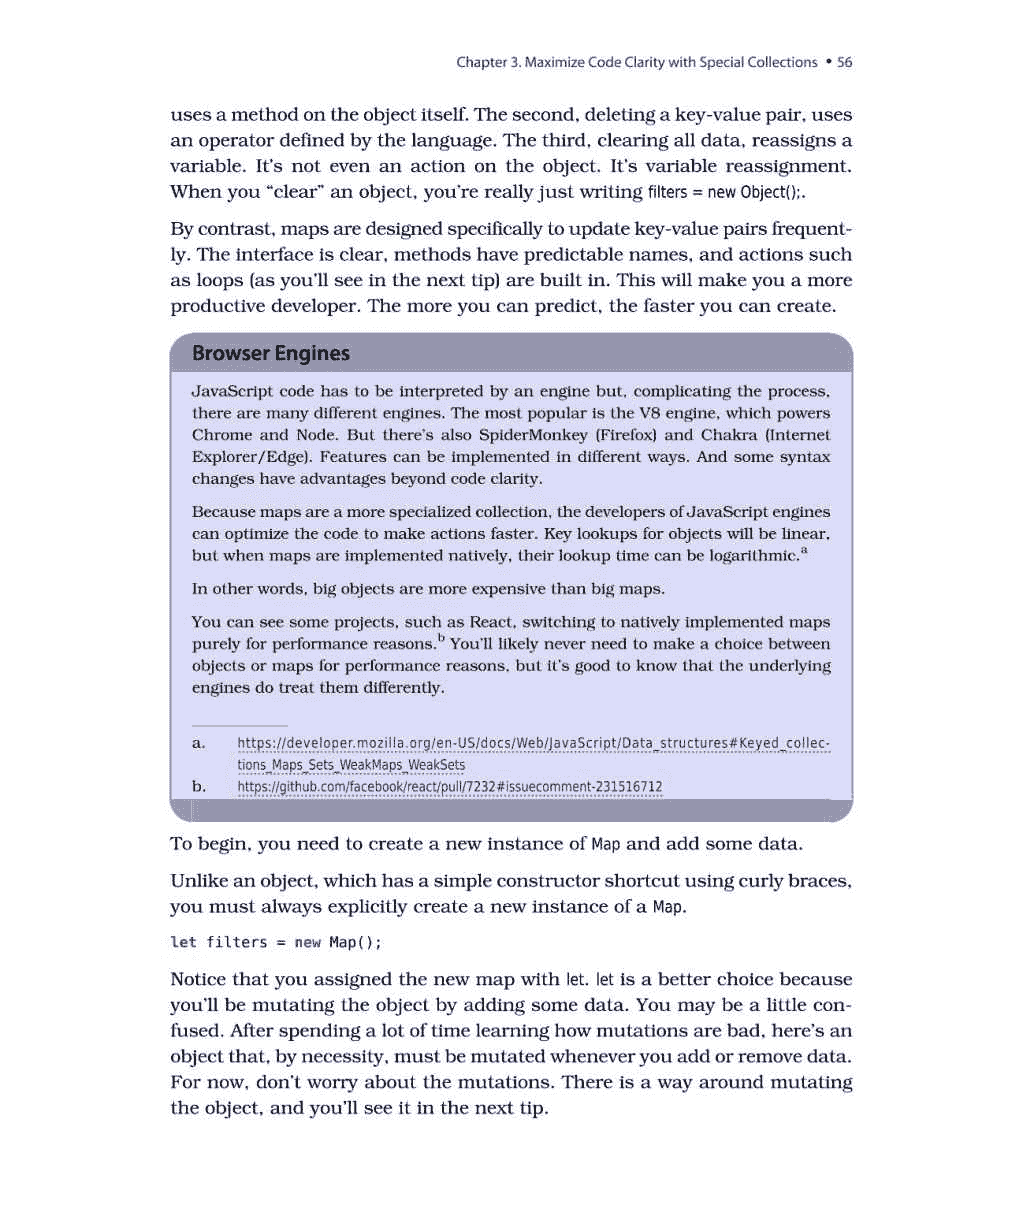 Chapter 3. Maximize Code Clarity with Special Collections • 56
uses a method on the object itself. The second, deleting a key-value pair, uses
an operator defined by the language. The third, clearing all data, reassigns a
variable. It's not even an action on the object. It's variable reassignment.
When you “clear” an object, you're really just writing filters = new Object();.
By contrast, maps are designed specifically to update key-value pairs frequent-
ly. The interface is clear, methods have predictable names, and actions such
as loops (as you'll see in the next tip) are built in. This will make you a more
productive developer. The more you can predict, the faster you can create.
Browser Engines
JavaScript code has to be interpreted by an engine but, complicating the process,
there are many different engines. The most popular is the V8 engine, which powers
Chrome and Node. But there's also SpiderMonkey (Firefox) and Chakra (Internet
Explorer/Edge). Features can be implemented in different ways. And some syntax
changes have advantages beyond code clarity.
Because maps are a more specialized collection, the developers of JavaScript engines
can optimize the code to make actions faster. Key lookups for objects will be linear,
but when maps are implemented natively, their lookup time can be logarithmic.a
In other words, big objects are more expensive than big maps.
You can see some projects, such as React, switching to natively implemented maps
purely for performance reasons.b You'll likely never need to make a choice between
objects or maps for performance reasons, but it's good to know that the underlying
engines do treat them differently.
a. https://developer.mozilla.org/en-US/docs/Web/JavaScript/Data_structures#Keyed_collec-
tions_Maps_Sets_WeakMaps_WeakSets
b. https://github.com/facebook/react/pull/7232#issuecomment-231516712
To begin, you need to create a new instance of Map and add some data.
Unlike an object, which has a simple constructor shortcut using curly braces,
you must always explicitly create a new instance of a Map.
let filters = new Map();
Notice that you assigned the new map with let. let is a better choice because
you'll be mutating the object by adding some data. You may be a little con-
fused. After spending a lot of time learning how mutations are bad, here's an
object that, by necessity, must be mutated whenever you add or remove data.
For now, don't worry about the mutations. There is a way around mutating
the object, and you'll see it in the next tip.